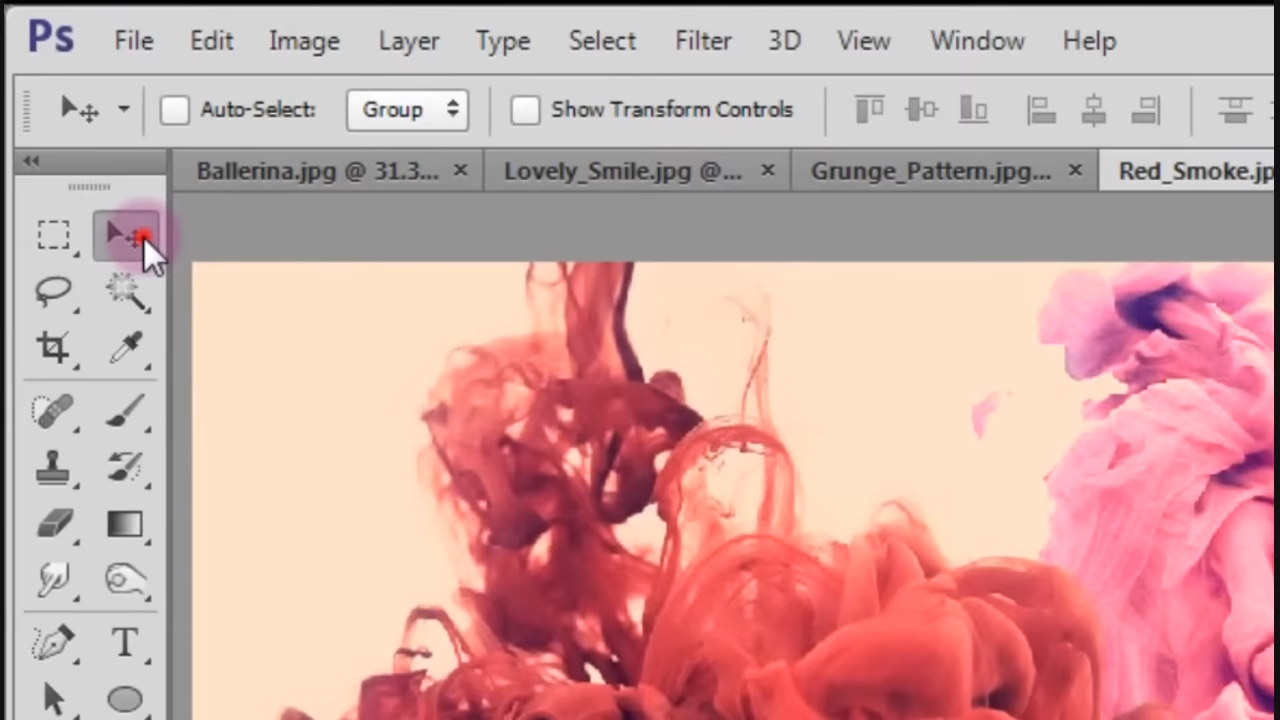 Ps File Edit Image Layer Type Select Filter 3D View Window Help
Auto-Select: Group Show Transform Controls
Ballerina.jpg @ 31.3... × Lovely_Smile.jpg @... × Grunge_Pattern.jpg... × Red_Smoke.jp
T